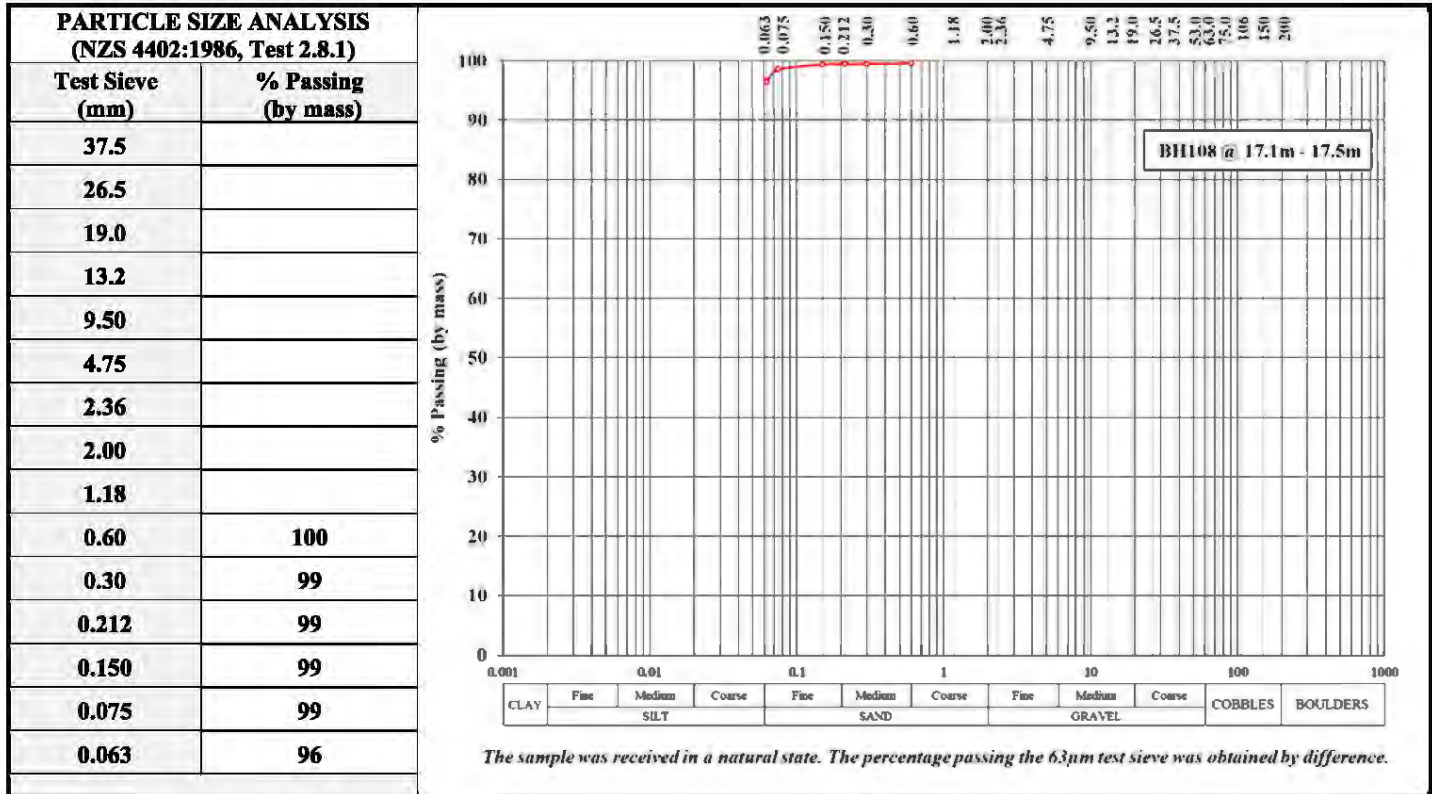 PARTICLE SIZE ANALYSIS
(NZS 4402:1986, Test 2.8.1)
Test Sieve (mm) % Passing (by mass)
37.5
26.5
19.0
13.2
9.50
4.75
2.36
2.00
1.18
0.60 100
0.30 99
0.212 99
0.150 99
0.075 99
0.063 96
0.063 0.075 0.150 0.212 0.30 0.60 1.18 2.00 2.36 4.75 9.50 13.2 19.0 26.5 37.5 53.0 63.0 75.0 106 150 200
BH108 @ 17.1m - 17.5m
% Passing (by mass)
100
90
80
70
60
50
40
30
20
10
0
0.001 0.01 0.1 1 10 100 1000
CLAY Fine Medium Coarse Fine Medium Coarse Fine Medium Coarse COBBLES BOULDERS
SILT SAND GRAVEL
The sample was received in a natural state. The percentage passing the 63µm test sieve was obtained by difference.